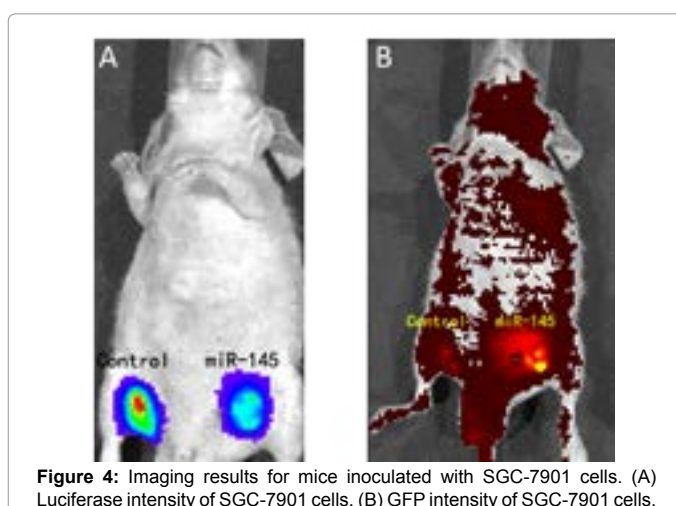 A
B
Control miR-145
Control miR-145
Figure 4: Imaging results for mice inoculated with SGC-7901 cells. (A)
Luciferase intensity of SGC-7901 cells. (B) GFP intensity of SGC-7901 cells.